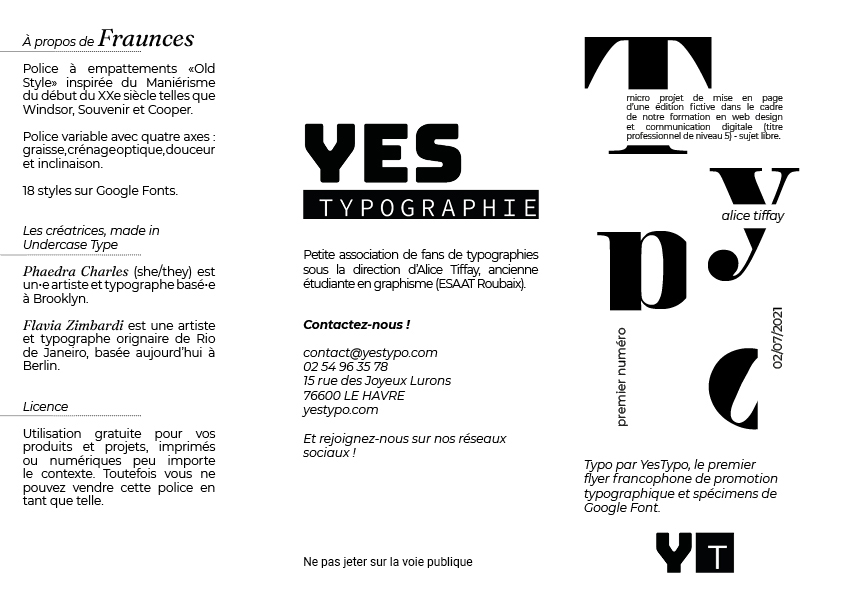 À propos de Fraunces
Police à empattements «Old
Style» inspirée du Maniérisme
du début du XXe siècle telles que
Windsor, Souvenir et Cooper.
Police variable avec quatre axes :
graisse,crénage optique,douceur
et inclinaison.
18 styles sur Google Fonts.
Les créatrices, made in
Undercase Type
Phaedra Charles (she/they) est
un•e artiste et typographe basé•e
à Brooklyn.
Flavia Zimbardi est une artiste
et typographe orignaire de Rio
de Janeiro, basée aujourd'hui à
Berlin.
Licence
Utilisation gratuite pour vos
produits et projets, imprimés
ou numériques peu importe
le contexte. Toutefois vous ne
pouvez vendre cette police en
tant que telle.
YES
TYPOGRAPHIE
Petite association de fans de typographies
sous la direction d'Alice Tiffay, ancienne
étudiante en graphisme (ESAAT Roubaix).
Contactez-nous !
contact@yestypo.com
02 54 96 35 78
15 rue des Joyeux Lurons
76600 LE HAVRE
yestypo.com
Et rejoignez-nous sur nos réseaux
sociaux !
Ne pas jeter sur la voie publique
T
micro projet de mise en page
d'une édition fictive dans le cadre
de notre formation en web design
et communication digitale (titre
professionnel de niveau 5) - sujet libre.
y
alice tiffay
p
o
premier numéro
02/07/2021
Typo par YesTypo, le premier
flyer francophone de promotion
typographique et spécimens de
Google Font.
YT